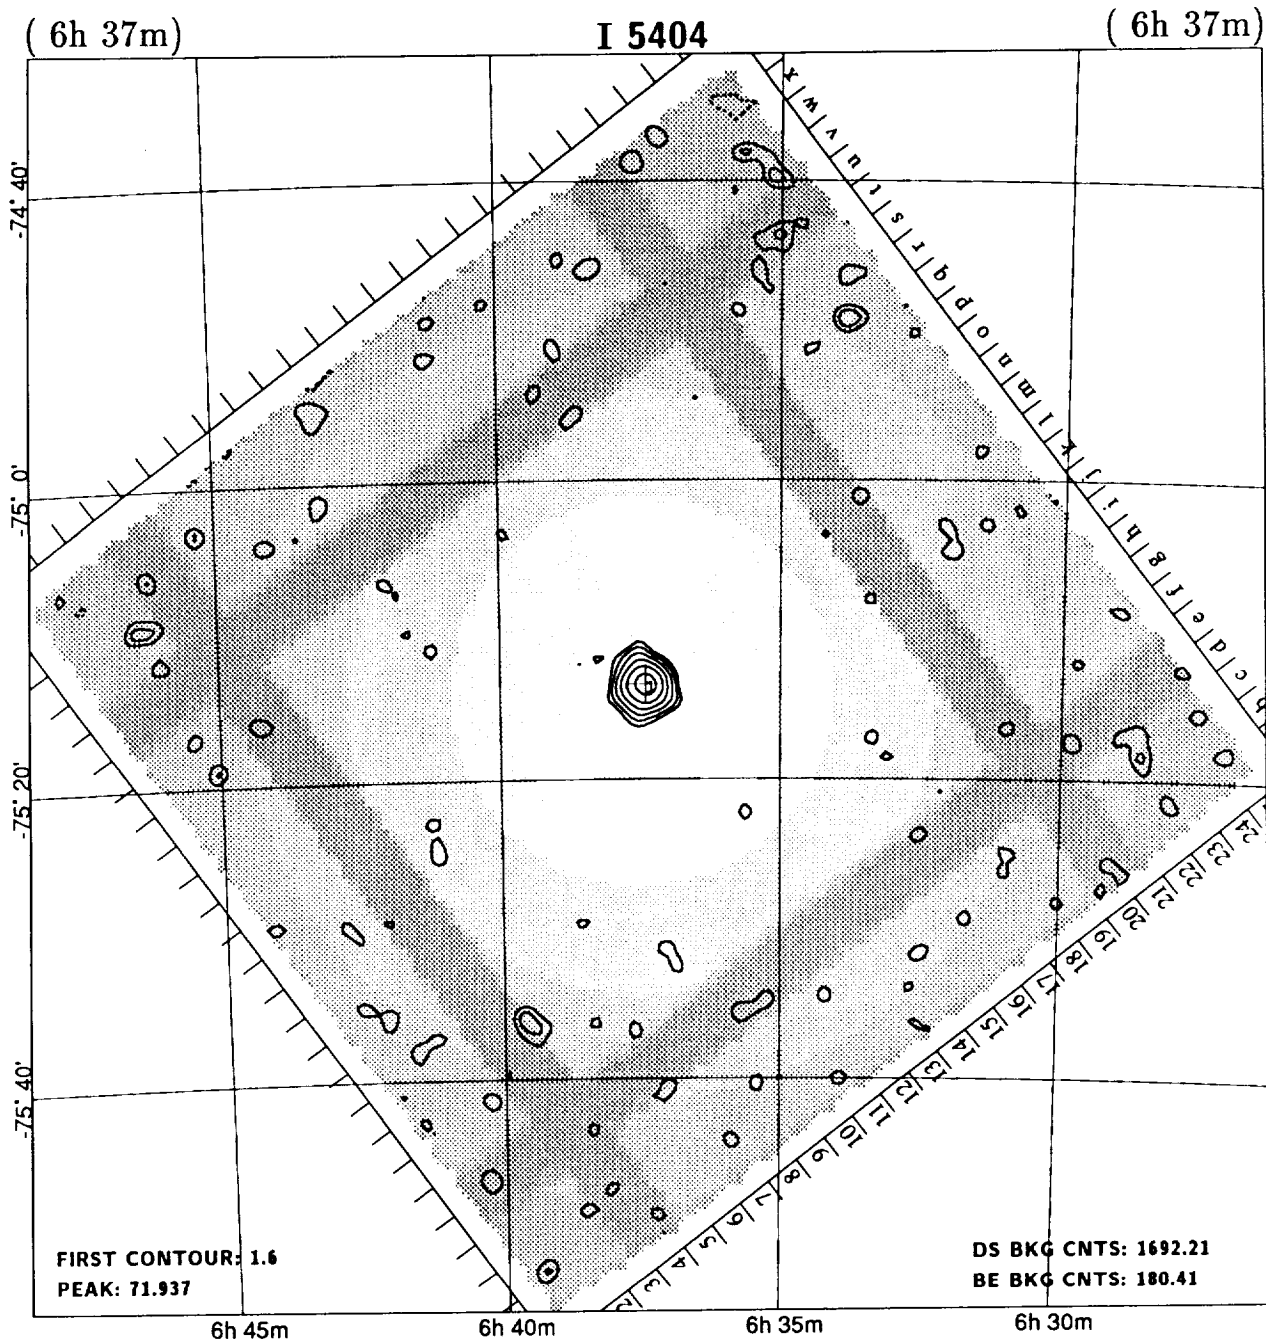 ( 6h 37m)
I 5404
( 6h 37m)
x w v u t s r q p o n m l k j i h g f e d c b
-74° 40'
-75° 0'
-75° 20'
-75° 40'
24 23 22 21 20 19 18 17 16 15 14 13 12 11 10 9 8 7 6 5 4 3 2
FIRST CONTOUR: 1.6
PEAK: 71.937
DS BKG CNTS: 1692.21
BE BKG CNTS: 180.41
6h 45m
6h 40m
6h 35m
6h 30m